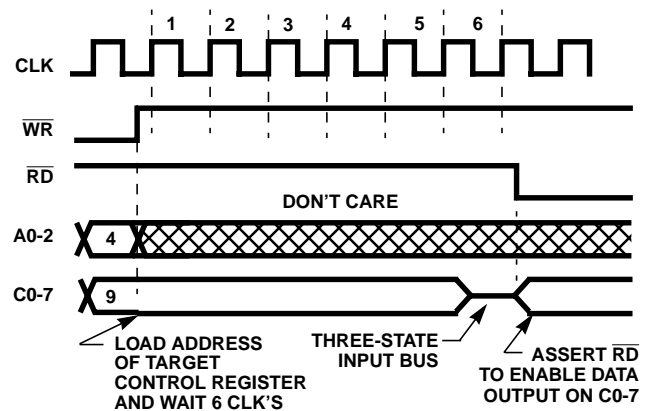 1 2 3 4 5 6
CLK
WR
RD
DON'T CARE
A0-2 4
C0-7 9
LOAD ADDRESS
OF TARGET
CONTROL REGISTER
AND WAIT 6 CLK'S
THREE-STATE
INPUT BUS
ASSERT RD
TO ENABLE DATA
OUTPUT ON C0-7